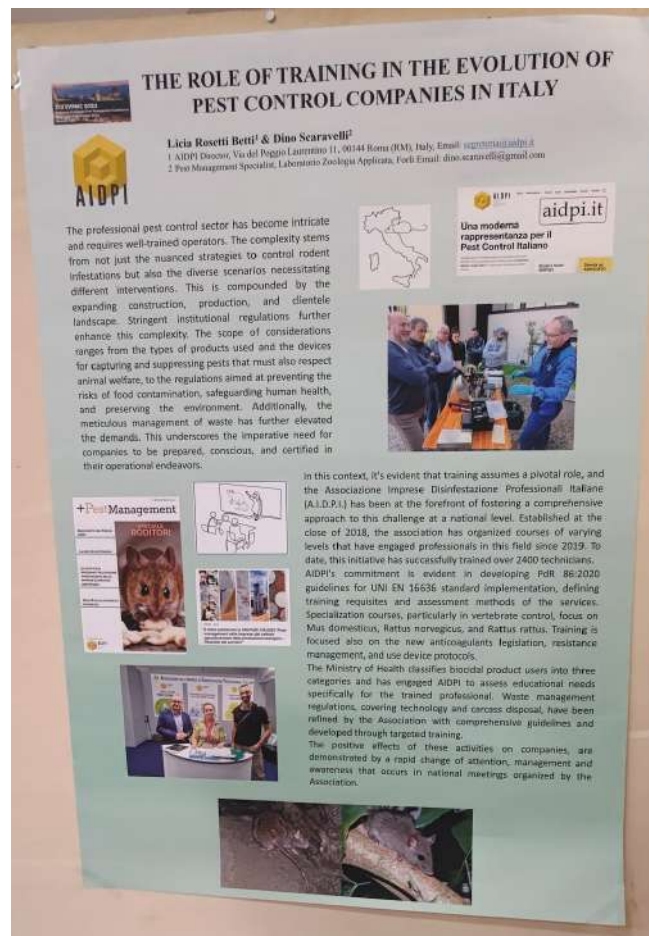 THE ROLE OF TRAINING IN THE EVOLUTION OF
PEST CONTROL COMPANIES IN ITALY
Licia Rosetti Betti¹ & Dino Scaravelli²
1 AIDPI Director, Via del Poggio Laurentino 11, 00144 Roma (RM), Italy, Email: segreteria@aidpi.it
2 Pest Management Specialist, Laboratorio Zoologia Applicata, Forlì Email: dino.scaravelli@gmail.com
AIDPI
The professional pest control sector has become intricate
and requires well-trained operators. The complexity stems
from not just the nuanced strategies to control rodent
infestations but also the diverse scenarios necessitating
different interventions. This is compounded by the
expanding construction, production, and clientele
landscape. Stringent institutional regulations further
enhance this complexity. The scope of considerations
ranges from the types of products used and the devices
for capturing and suppressing pests that must also respect
animal welfare, to the regulations aimed at preventing the
risks of food contamination, safeguarding human health,
and preserving the environment. Additionally, the
meticulous management of waste has further elevated
the demands. This underscores the imperative need for
companies to be prepared, conscious, and certified in
their operational endeavors.
AIDPI
aidpi.it
Una moderna
rappresentanza per il
Pest Control Italiano
In this context, it's evident that training assumes a pivotal role, and
the Associazione Imprese Disinfestazione Professionali Italiane
(A.I.D.P.I.) has been at the forefront of fostering a comprehensive
approach to this challenge at a national level. Established at the
close of 2018, the association has organized courses of varying
levels that have engaged professionals in this field since 2019. To
date, this initiative has successfully trained over 2400 technicians.
AIDPI's commitment is evident in developing PdR 86:2020
guidelines for UNI EN 16636 standard implementation, defining
training requisites and assessment methods of the services.
Specialization courses, particularly in vertebrate control, focus on
Mus domesticus, Rattus norvegicus, and Rattus rattus. Training is
focused also on the new anticoagulants legislation, resistance
management, and use device protocols.
The Ministry of Health classifies biocidal product users into three
categories and has engaged AIDPI to assess educational needs
specifically for the trained professional. Waste management
regulations, covering technology and carcass disposal, have been
refined by the Association with comprehensive guidelines and
developed through targeted training.
The positive effects of these activities on companies, are
demonstrated by a rapid change of attention, management and
awareness that occurs in national meetings organized by the
Association.
+PestManagement
SPECIALE
RODITORI